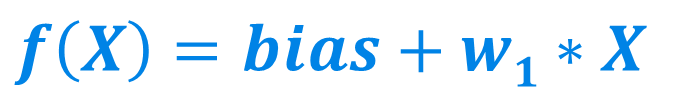 f(X) = bias + w₁ * X